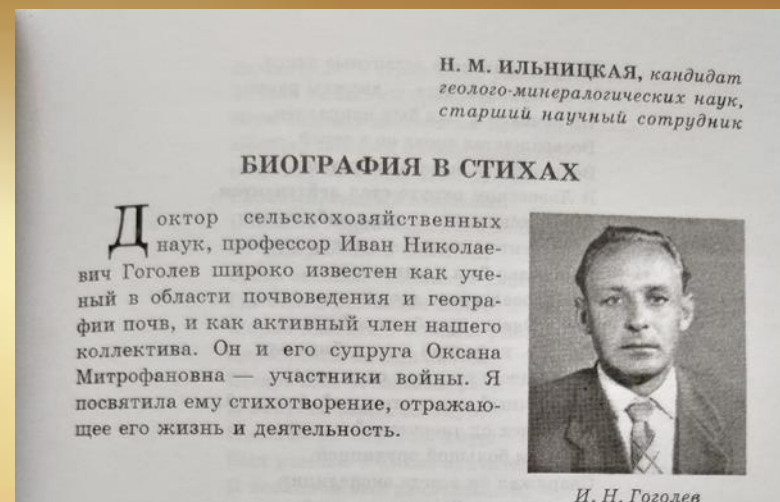 Н. М. ИЛЬНИЦКАЯ, кандидат
геолого-минералогических наук,
старший научный сотрудник
БИОГРАФИЯ В СТИХАХ
Доктор сельскохозяйственных
наук, профессор Иван Николае-
вич Гоголев широко известен как уче-
ный в области почвоведения и геогра-
фии почв, и как активный член нашего
коллектива. Он и его супруга Оксана
Митрофановна — участники войны. Я
посвятила ему стихотворение, отражаю-
щее его жизнь и деятельность.
И. Н. Гоголев